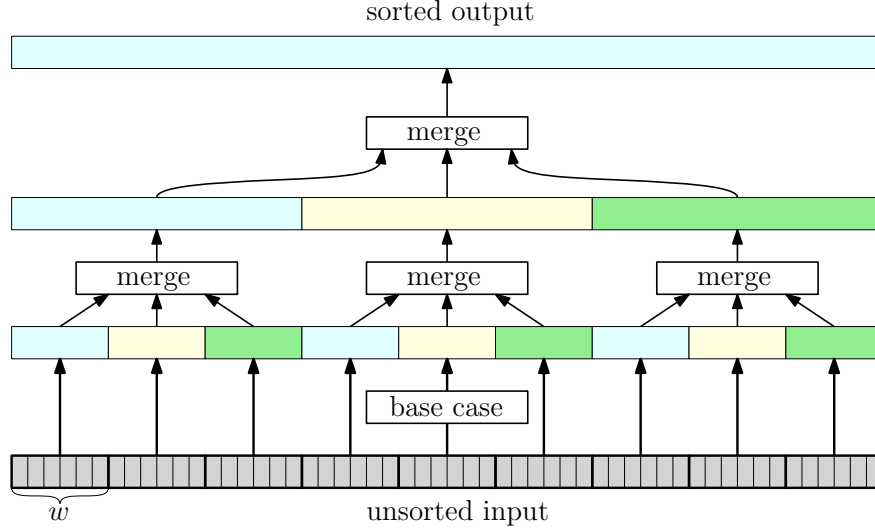 sorted output
merge
merge
merge
merge
base case
w
unsorted input